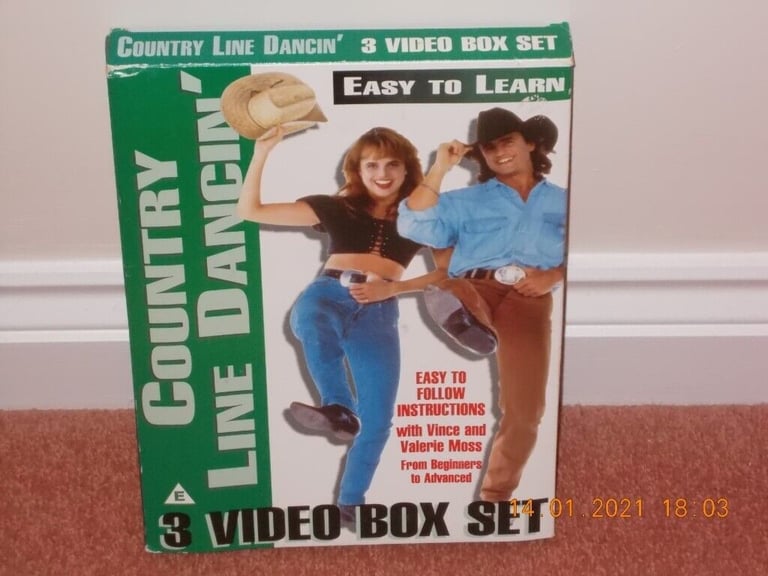 COUNTRY LINE DANCIN' 3 VIDEO BOX SET
EASY TO LEARN
COUNTRY
LINE DANCIN'
EASY TO
FOLLOW
INSTRUCTIONS
with Vince and
Valerie Moss
From Beginners
to Advanced
E
3 VIDEO BOX SET
14.01.2021 18:03